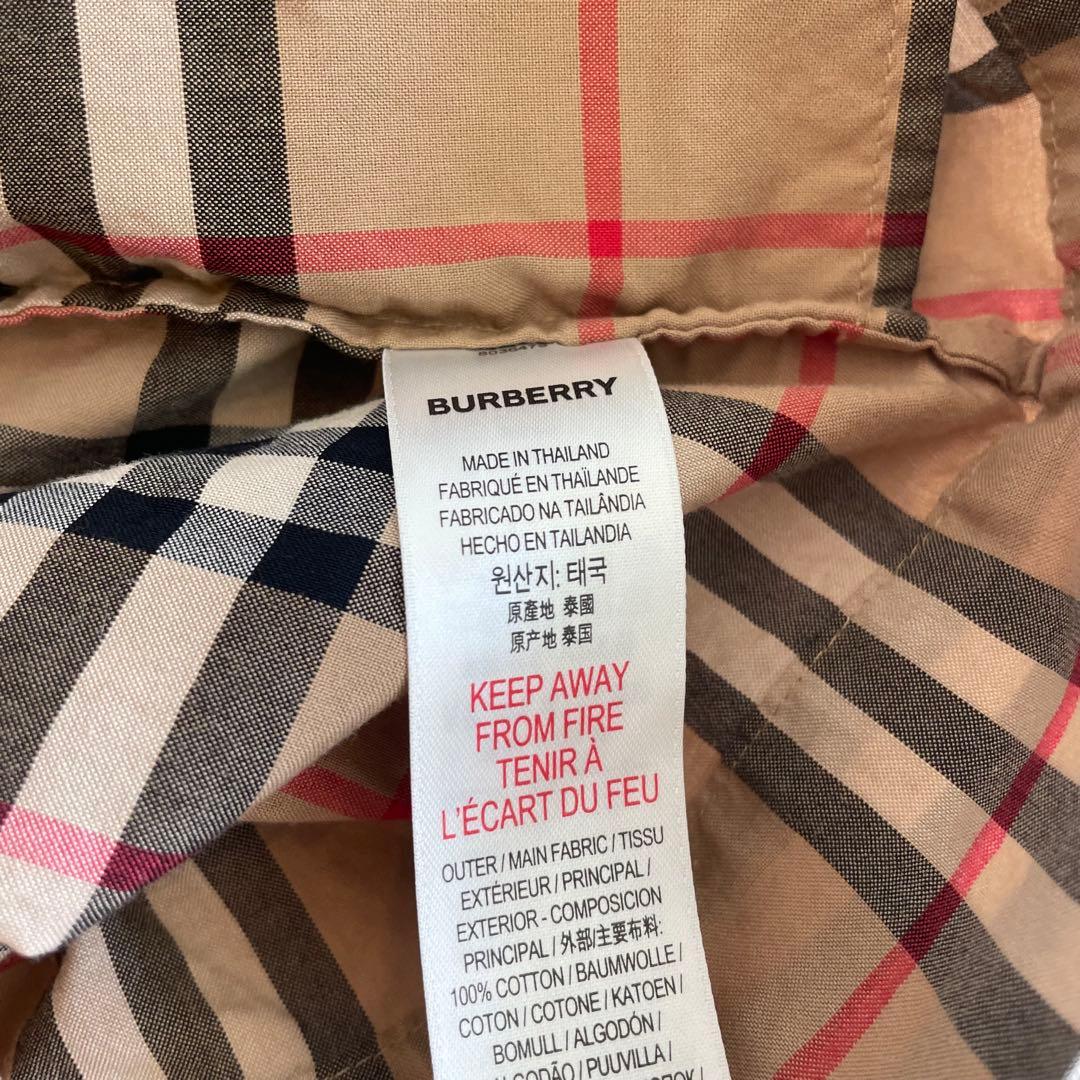 BURBERRY
MADE IN THAILAND
FABRIQUÉ EN THAÏLANDE
FABRICADO NA TAILÂNDIA
HECHO EN TAILANDIA
원산지: 태국
原產地 泰國
原产地 泰国
KEEP AWAY
FROM FIRE
TENIR À
L'ÉCART DU FEU
OUTER / MAIN FABRIC / TISSU
EXTÉRIEUR / PRINCIPAL /
EXTERIOR - COMPOSICION
PRINCIPAL / 外部/主要布料:
100% COTTON / BAUMWOLLE /
COTON / COTONE / KATOEN /
BOMULL / ALGODÓN /
PUUVILLA /